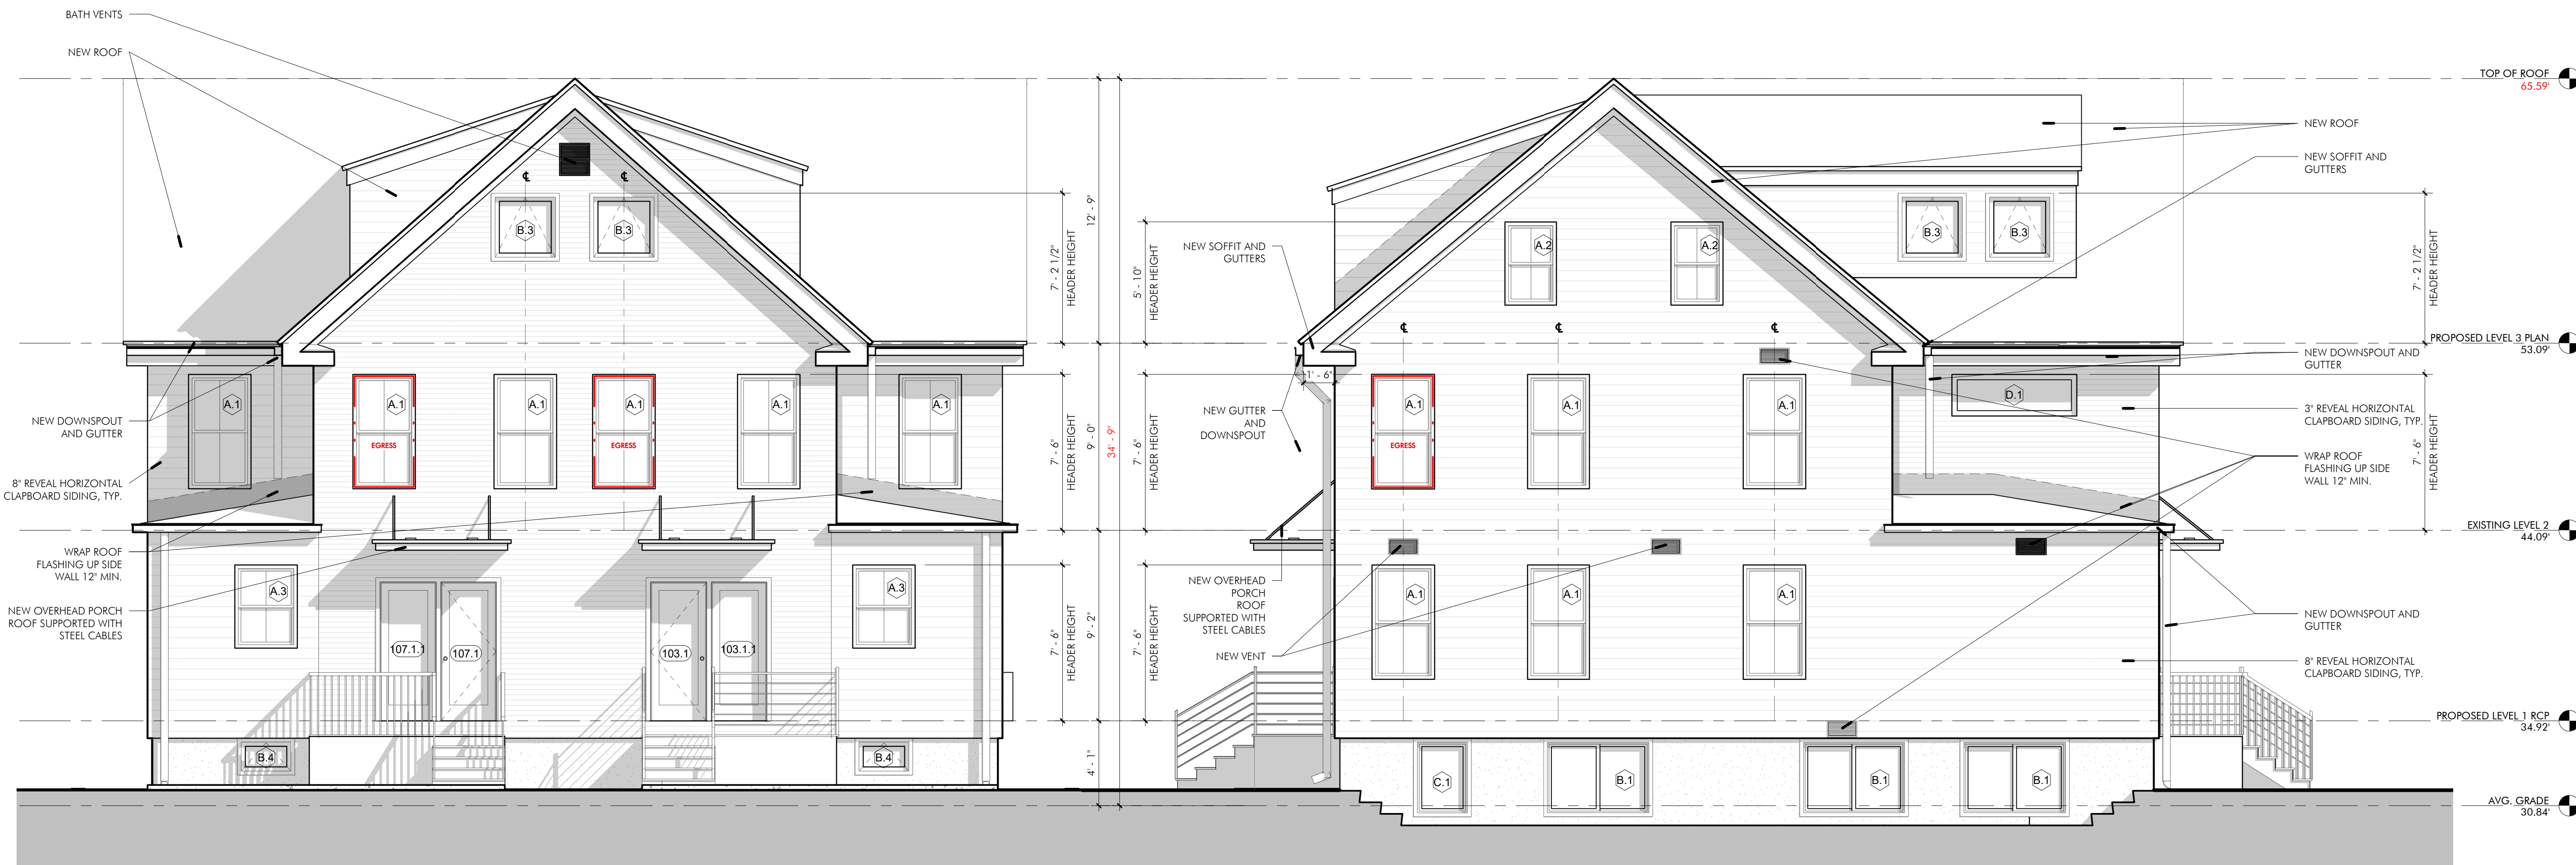 BATH VENTS
NEW ROOF
NEW DOWNSPOUT
AND GUTTER
8" REVEAL HORIZONTAL
CLAPBOARD SIDING, TYP.
WRAP ROOF
FLASHING UP SIDE
WALL 12" MIN.
NEW OVERHEAD PORCH
ROOF SUPPORTED WITH
STEEL CABLES
B.3
B.3
A.1
A.1
EGRESS
A.1
A.1
EGRESS
A.1
A.1
A.3
107.1.1
107.1
103.1
103.1.1
A.3
B.4
B.4
7' - 2 1/2"
HEADER HEIGHT
7' - 6"
HEADER HEIGHT
7' - 6"
HEADER HEIGHT
12' - 9"
9' - 0"
9' - 2"
4' - 1"
34' - 9"
5' - 10"
HEADER HEIGHT
7' - 6"
HEADER HEIGHT
7' - 6"
HEADER HEIGHT
NEW SOFFIT AND
GUTTERS
1' - 6"
NEW GUTTER
AND
DOWNSPOUT
NEW OVERHEAD
PORCH
ROOF
SUPPORTED WITH
STEEL CABLES
NEW VENT
A.2
A.2
B.3
B.3
A.1
EGRESS
A.1
A.1
D.1
A.1
A.1
A.1
C.1
B.1
B.1
B.1
7' - 2 1/2"
HEADER HEIGHT
7' - 6"
HEADER HEIGHT
NEW ROOF
NEW SOFFIT AND
GUTTERS
NEW DOWNSPOUT AND
GUTTER
3" REVEAL HORIZONTAL
CLAPBOARD SIDING, TYP.
WRAP ROOF
FLASHING UP SIDE
WALL 12" MIN.
NEW DOWNSPOUT AND
GUTTER
8" REVEAL HORIZONTAL
CLAPBOARD SIDING, TYP.
TOP OF ROOF
65.59'
PROPOSED LEVEL 3 PLAN
53.09'
EXISTING LEVEL 2
44.09'
PROPOSED LEVEL 1 RCP
34.92'
AVG. GRADE
30.84'